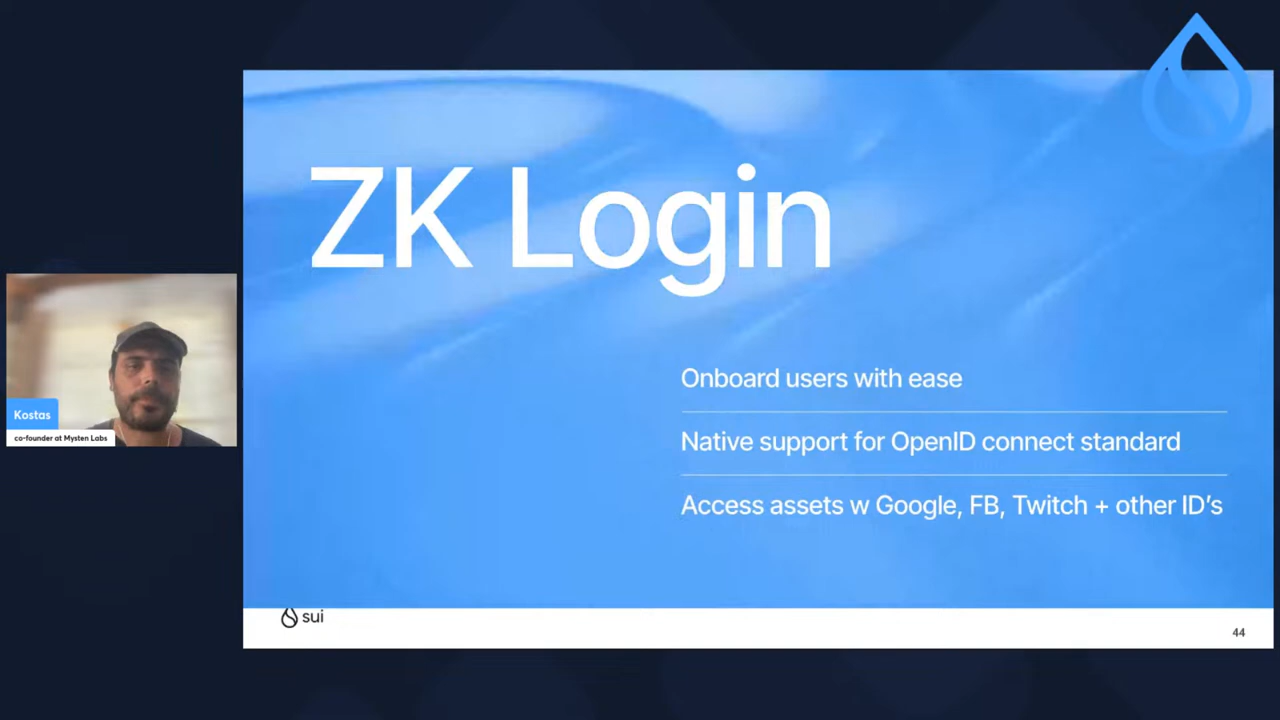 ZK Login
Onboard users with ease
Native support for OpenID connect standard
Access assets w Google, FB, Twitch + other ID’s
Kostas
co-founder at Mysten Labs
sui
44